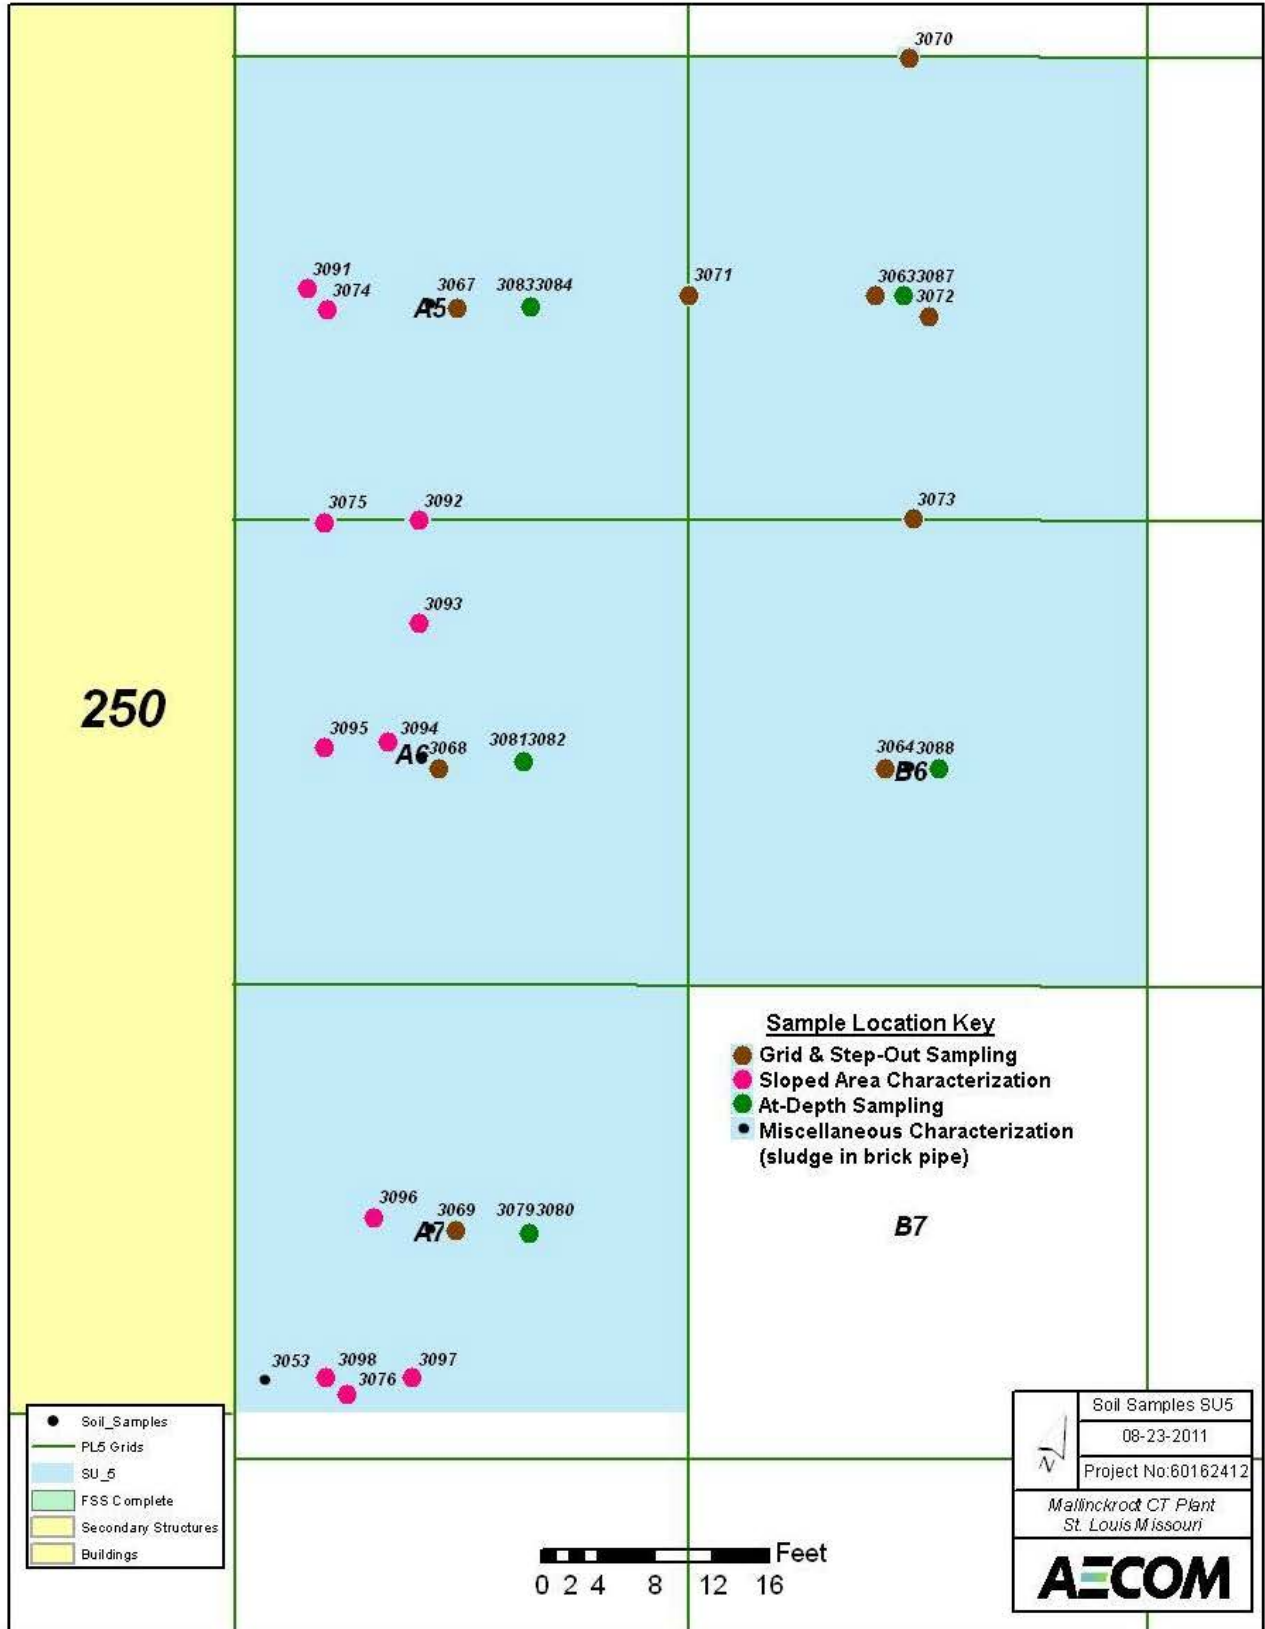 3070
3091
3074
3067
30833084
A5
3071
30633087
3072
3075
3092
3073
3093
250
3095
3094
A6
3068
30813082
3064 3088
B6
Sample Location Key
Grid & Step-Out Sampling
Sloped Area Characterization
At-Depth Sampling
Miscellaneous Characterization
(sludge in brick pipe)
3096
3069
30793080
A7
B7
3053
3098
3097
3076
Soil_Samples
PL5 Grids
SU_5
FSS Complete
Secondary Structures
Buildings
Feet
0 2 4 8 12 16
N
Soil Samples SU5
08-23-2011
Project No:60162412
Mallinckrodt CT Plant
St. Louis Missouri
AECOM